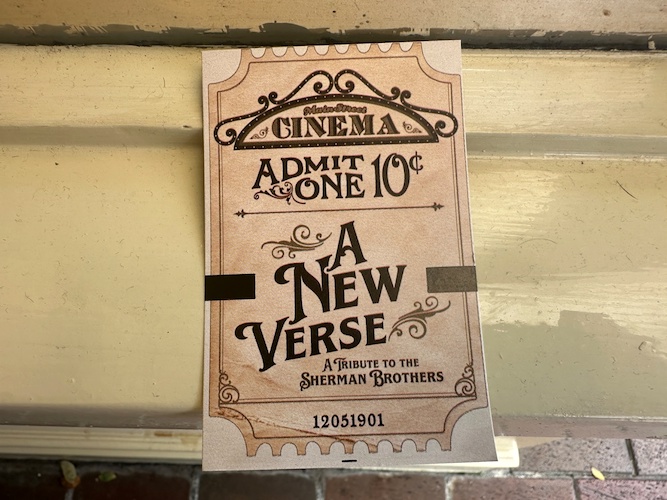 Main Street
CINEMA
ADMIT
ONE 10¢
A
NEW
VERSE
A TRIBUTE TO THE
SHERMAN BROTHERS
12051901